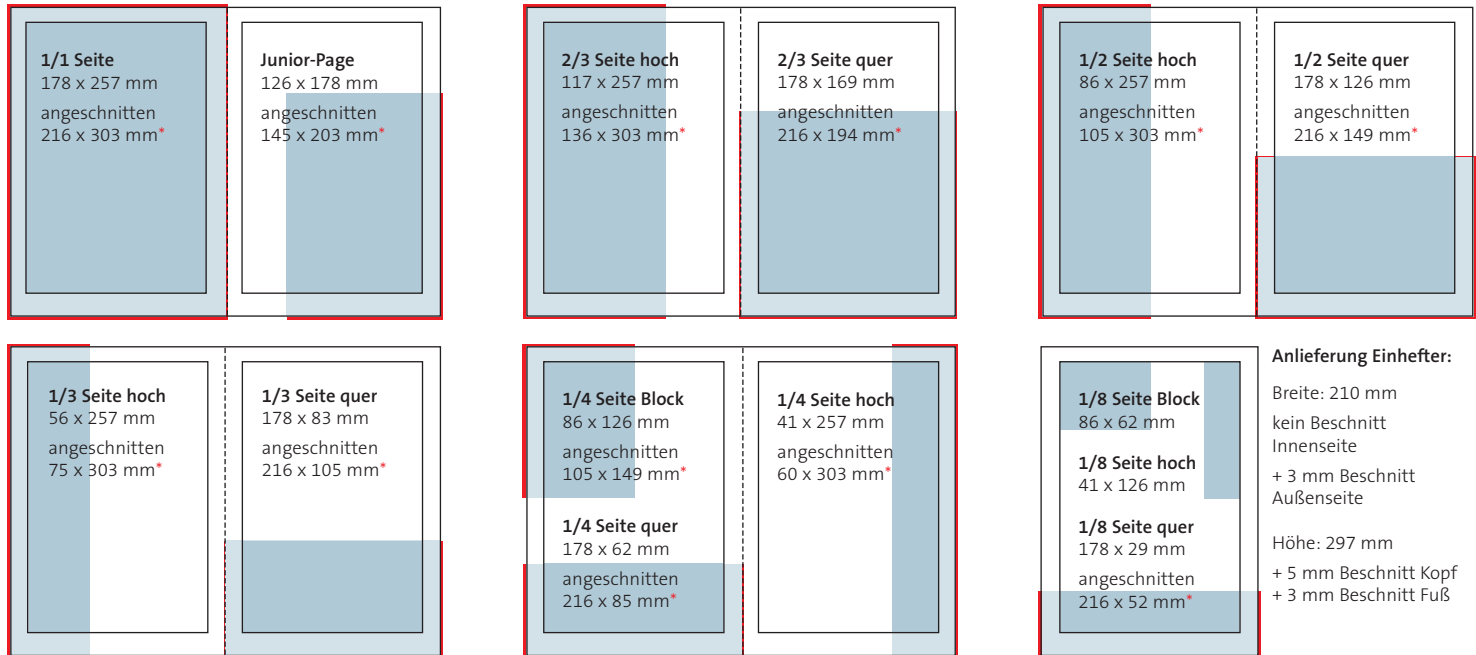 1/1 Seite
178 x 257 mm
angeschnitten
216 x 303 mm*
Junior-Page
126 x 178 mm
angeschnitten
145 x 203 mm*
2/3 Seite hoch
117 x 257 mm
angeschnitten
136 x 303 mm*
2/3 Seite quer
178 x 169 mm
angeschnitten
216 x 194 mm*
1/2 Seite hoch
86 x 257 mm
angeschnitten
105 x 303 mm*
1/2 Seite quer
178 x 126 mm
angeschnitten
216 x 149 mm*
1/3 Seite hoch
56 x 257 mm
angeschnitten
75 x 303 mm*
1/3 Seite quer
178 x 83 mm
angeschnitten
216 x 105 mm*
1/4 Seite Block
86 x 126 mm
angeschnitten
105 x 149 mm*
1/4 Seite quer
178 x 62 mm
angeschnitten
216 x 85 mm*
1/4 Seite hoch
41 x 257 mm
angeschnitten
60 x 303 mm*
1/8 Seite Block
86 x 62 mm
1/8 Seite hoch
41 x 126 mm
1/8 Seite quer
178 x 29 mm
angeschnitten
216 x 52 mm*
Anlieferung Einhefter:
Breite: 210 mm
kein Beschnitt
Innenseite
+ 3 mm Beschnitt
Außenseite
Höhe: 297 mm
+ 5 mm Beschnitt Kopf
+ 3 mm Beschnitt Fuß